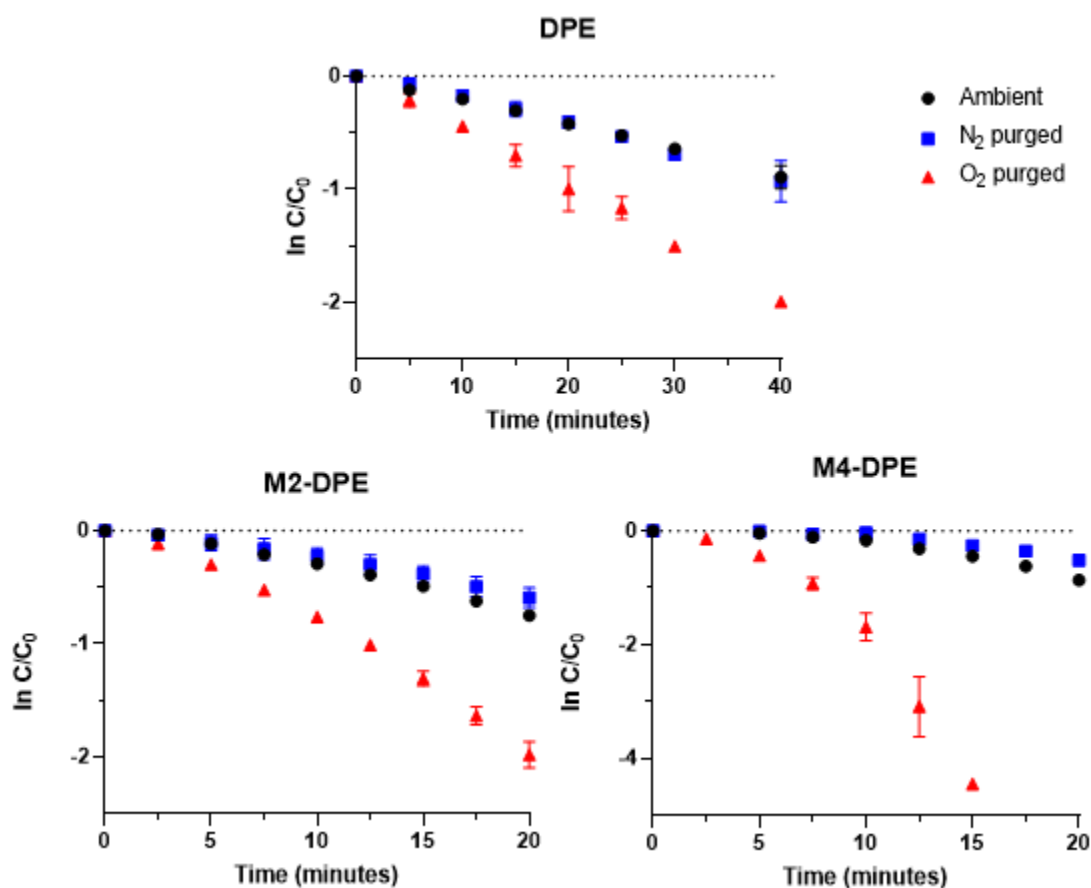 DPE
0
-1
-2
ln C/C₀
0 10 20 30 40
Time (minutes)
Ambient
N₂ purged
O₂ purged
M2-DPE
0
-1
-2
ln C/C₀
0 5 10 15 20
Time (minutes)
M4-DPE
0
-2
-4
ln C/C₀
0 5 10 15 20
Time (minutes)